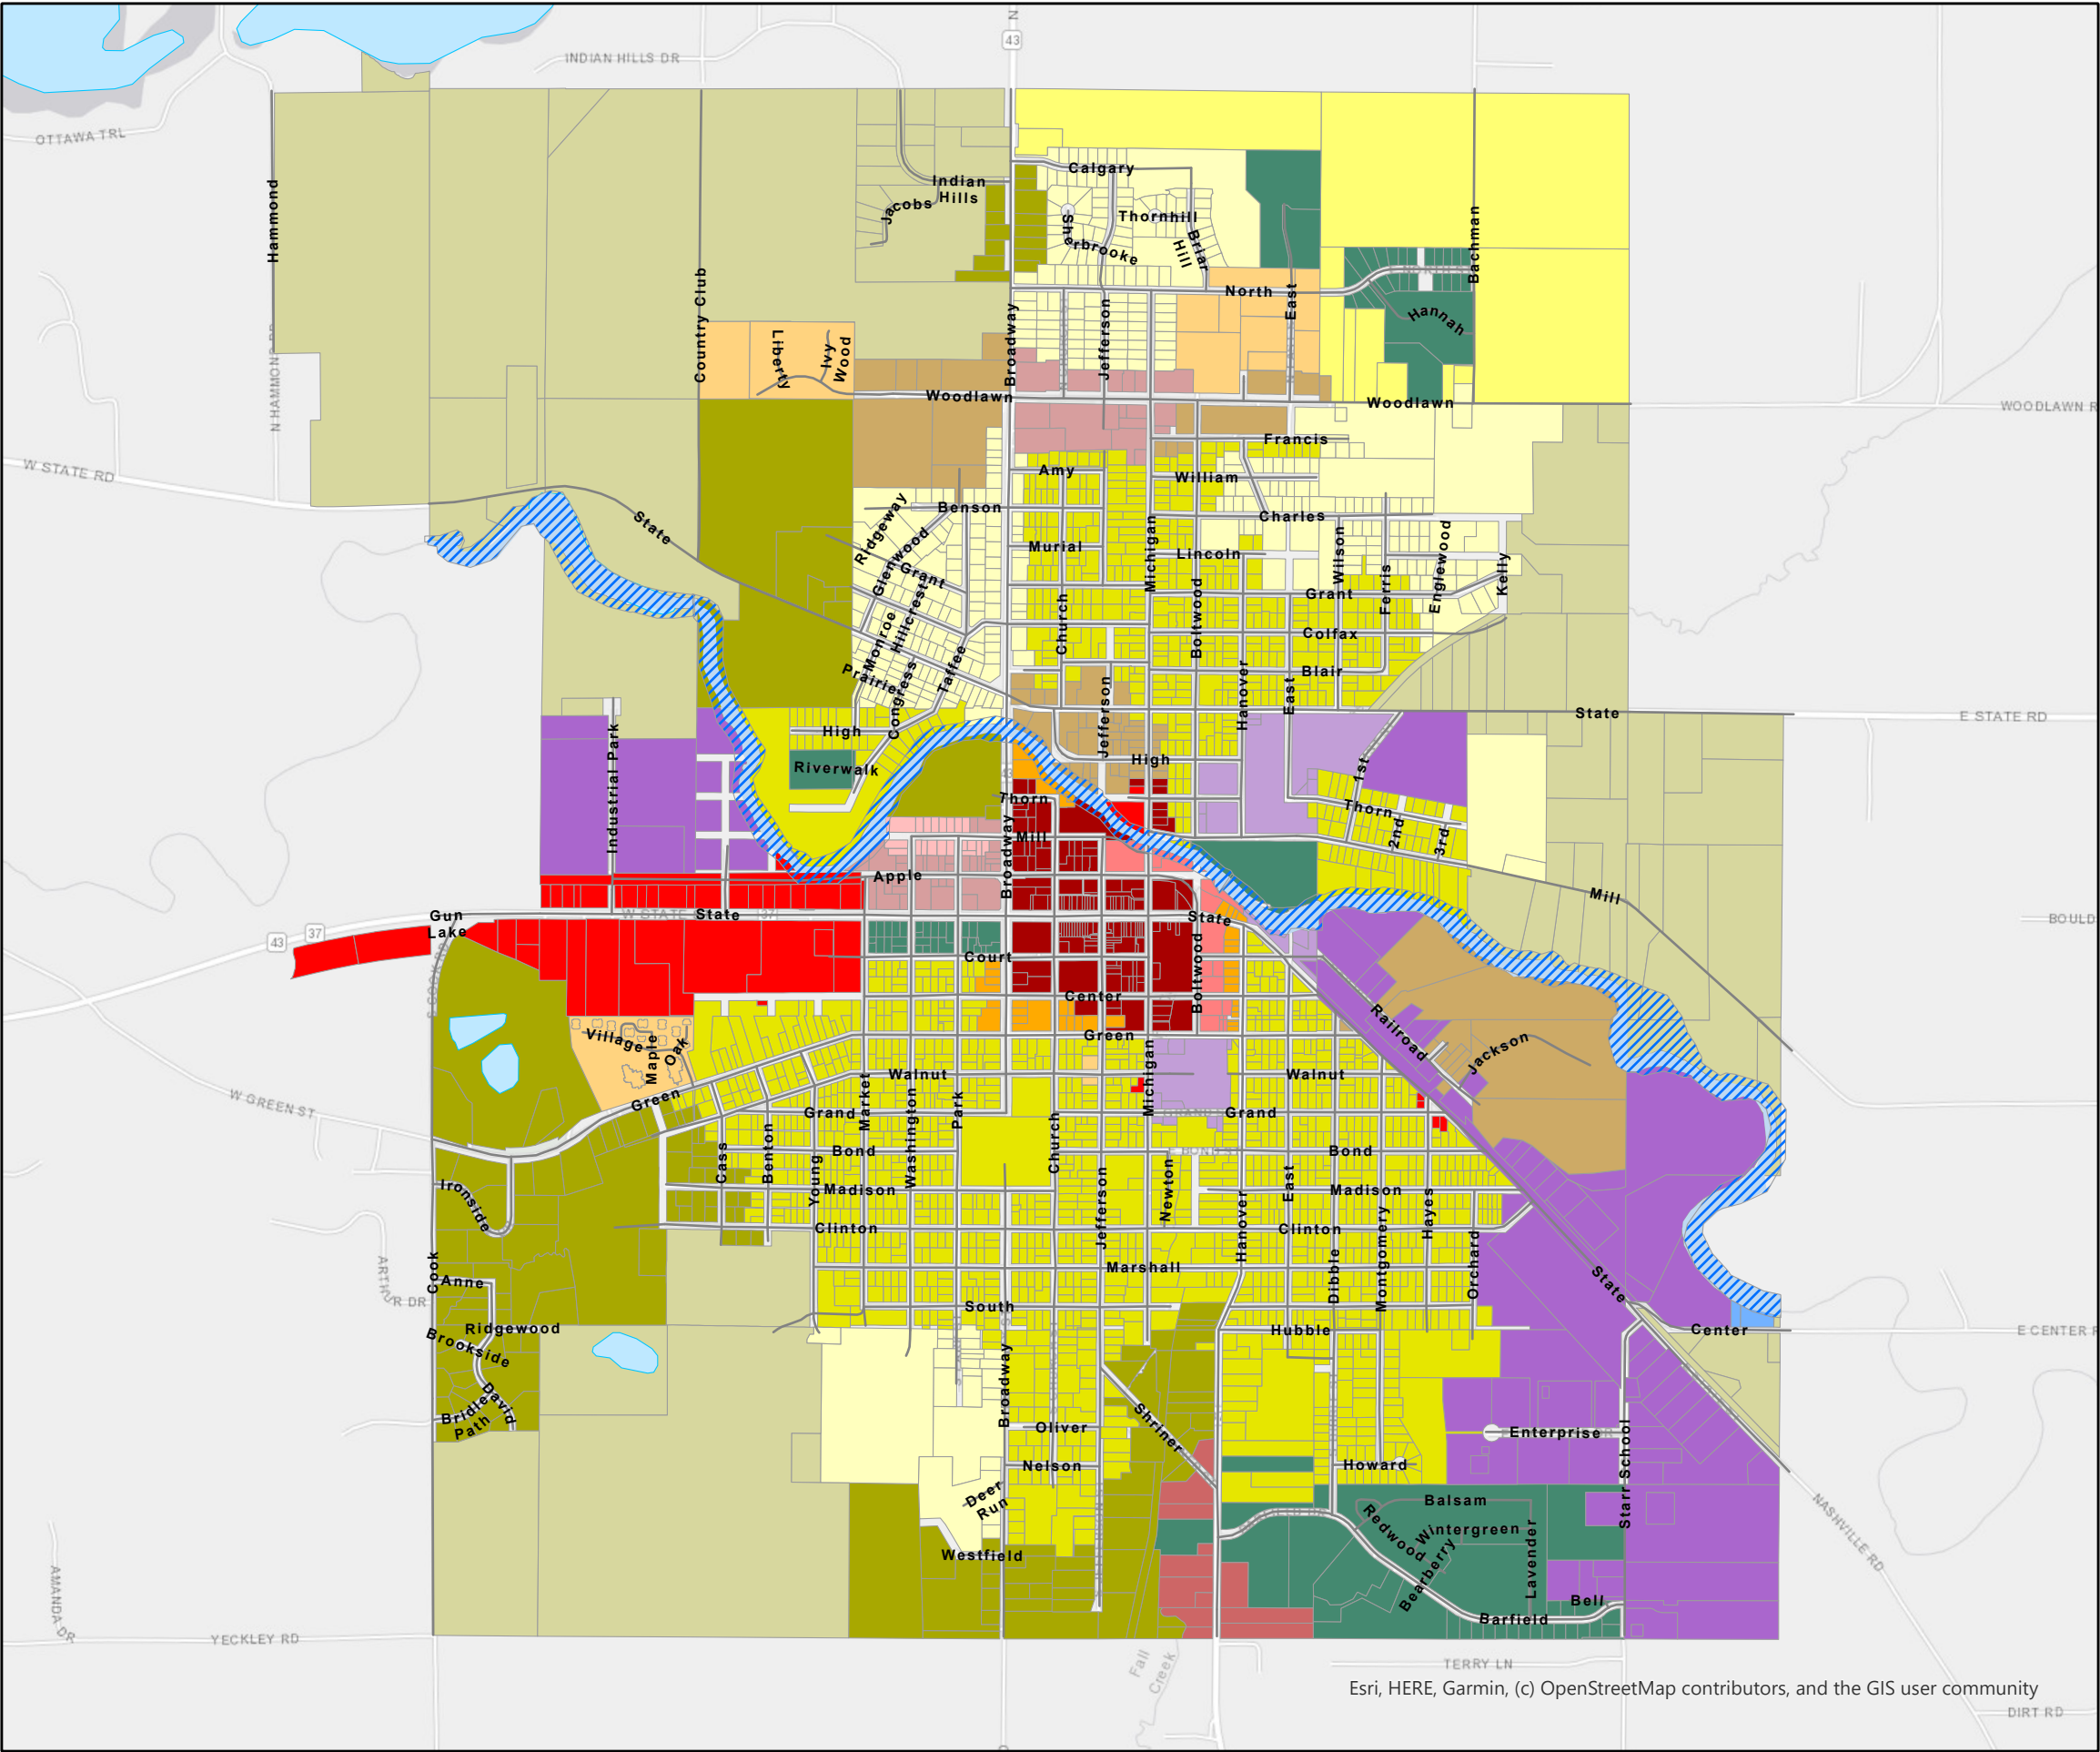 N
43
INDIAN HILLS DR
OTTAWA TRL
Calgary
Indian
Hills
Jacobs
Hammond
Thornhill
Briar
Hill
Bachman
North
East
Hannah
Country Club
Liberty
Ivy
Wood
Broadway
Jefferson
Woodlawn
Woodlawn
WOODLAWN R
W STATE RD
State
Francis
Amy
William
Ridgeway
Benson
Charles
Glenwood
Murial
Michigan
Lincoln
Wilson
Englewood
Kelly
Grant
Hillcrest
Church
Boltwood
Grant
Ferris
Monroe
Colfax
Prairie
Congress
Taffee
Blair
Hanover
East
State
E STATE RD
Industrial Park
High
Jefferson
High
Riverwalk
1st
Thorn
Thorn
2nd
3rd
Mill
Broadway
Apple
Mill
Gun
Lake
W STATE
State
37
State
BOULD
43
37
Court
Boltwood
Center
Railroad
Village
Maple
Oak
Green
Jackson
W GREEN ST
Green
Walnut
Michigan
Walnut
Market
Washington
Park
Grand
Grand
Church
Cass
Benton
Young
Bond
Bond
Ironside
Madison
Jefferson
Newton
East
Madison
Hayes
Clinton
Hanover
Clinton
Montgomery
Dibble
Orchard
Cook
Anne
Marshall
State
South
Ridgewood
Brookside
Hubble
Center
E CENTER R
David
Bridle
Path
Broadway
Oliver
Shriner
Enterprise
Starr School
Nelson
Howard
Deer
Run
Balsam
Redwood
Wintergreen
Lavender
Bearberry
NASHVILLE RD
Westfield
AMANDA DR
Bell
Barfield
YECKLEY RD
Fall
Creek
TERRY LN
Esri, HERE, Garmin, (c) OpenStreetMap contributors, and the GIS user community
DIRT RD